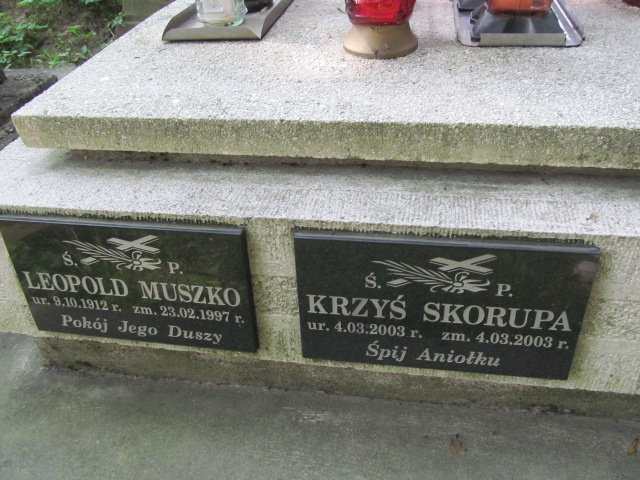 Ś. P.
LEOPOLD MUSZKO
ur. 9.10.1912 r. zm. 23.02.1997 r.
Pokój Jego Duszy
Ś. P.
KRZYŚ SKORUPA
ur. 4.03.2003 r. zm. 4.03.2003 r.
Śpij Aniołku